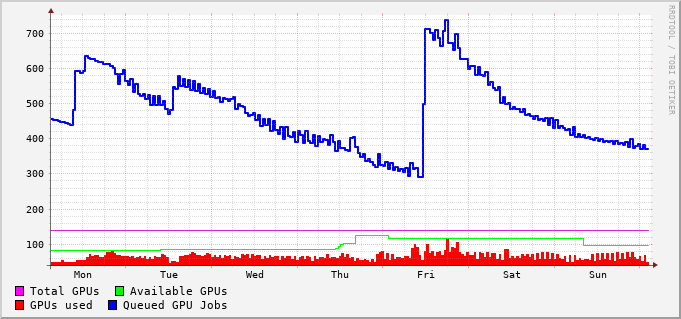 RRDTOOL / TOBI OETIKER
700
600
500
400
300
200
100
Mon Tue Wed Thu Fri Sat Sun
Total GPUs Available GPUs
GPUs used Queued GPU Jobs